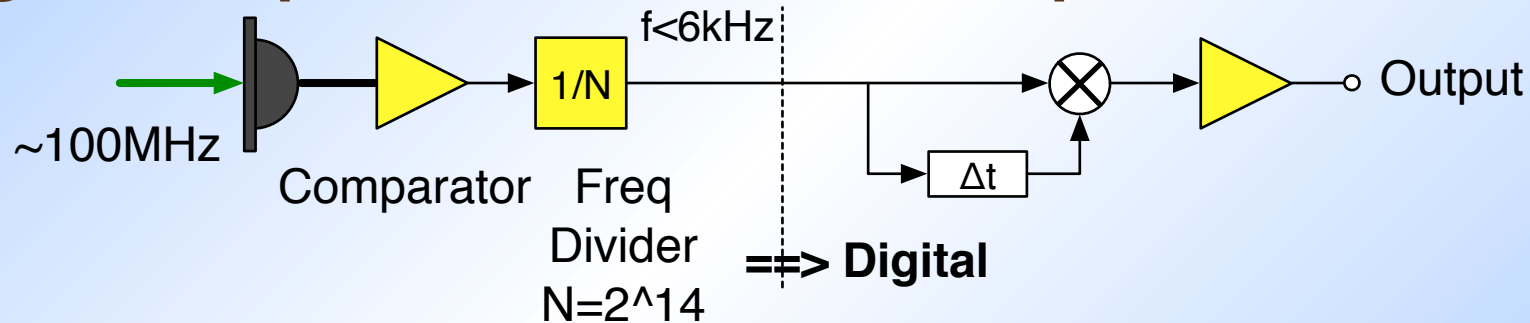 f<6kHz
1/N
Output
~100MHz
Δt
Comparator
Freq
Divider
N=2^14
==> Digital